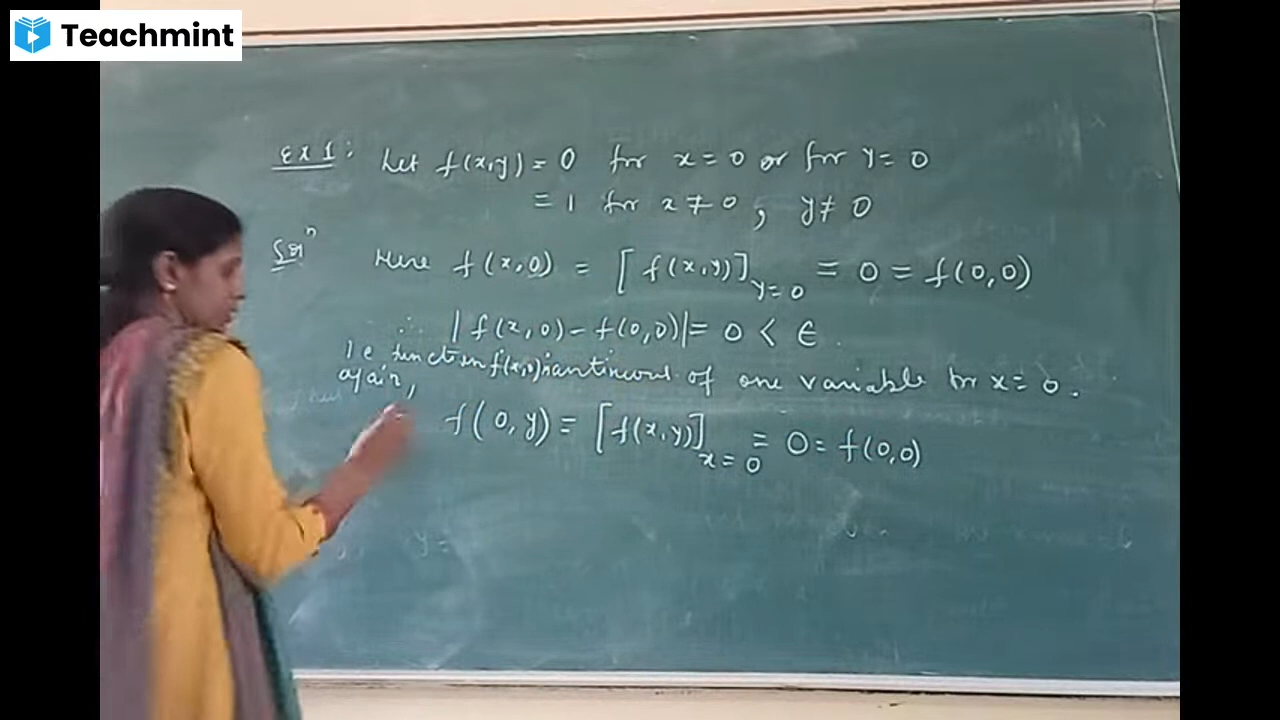 Teachmint
Ex 1: Let f(x,y) = 0 for x = 0 or for y = 0
= 1 for x ≠ 0, y ≠ 0
Solⁿ Here f(x,0) = [f(x,y)]y=0 = 0 = f(0,0)
∴ |f(x,0) - f(0,0)| = 0 < ∈.
ie function f(x,0) is continuous of one variable for x = 0.
again,
f(0,y) = [f(x,y)]x=0 = 0 = f(0,0)
y =